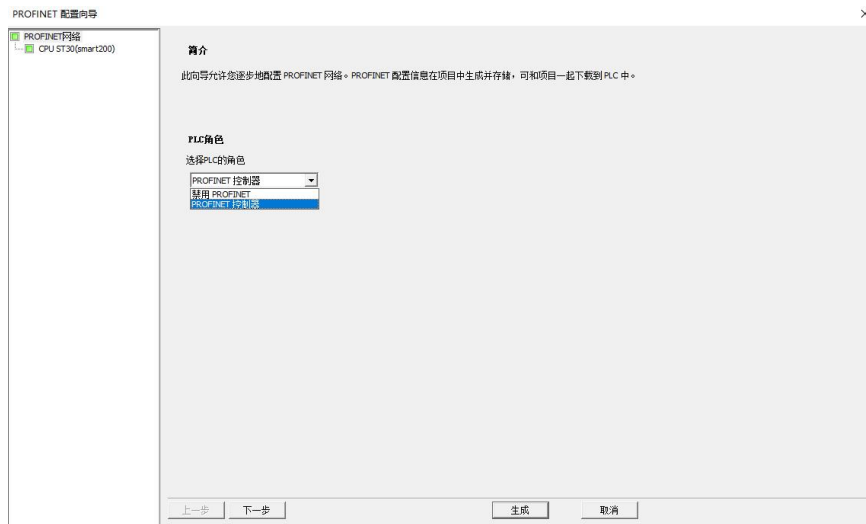 PROFINET 配置向导
PROFINET网络
CPU ST30(smart200)
简介
此向导允许您逐步地配置 PROFINET 网络。PROFINET 配置信息在项目中生成并存储，可和项目一起下载到 PLC 中。
PLC角色
选择PLC的角色
PROFINET 控制器
禁用 PROFINET
PROFINET 控制器
上一步
下一步
生成
取消